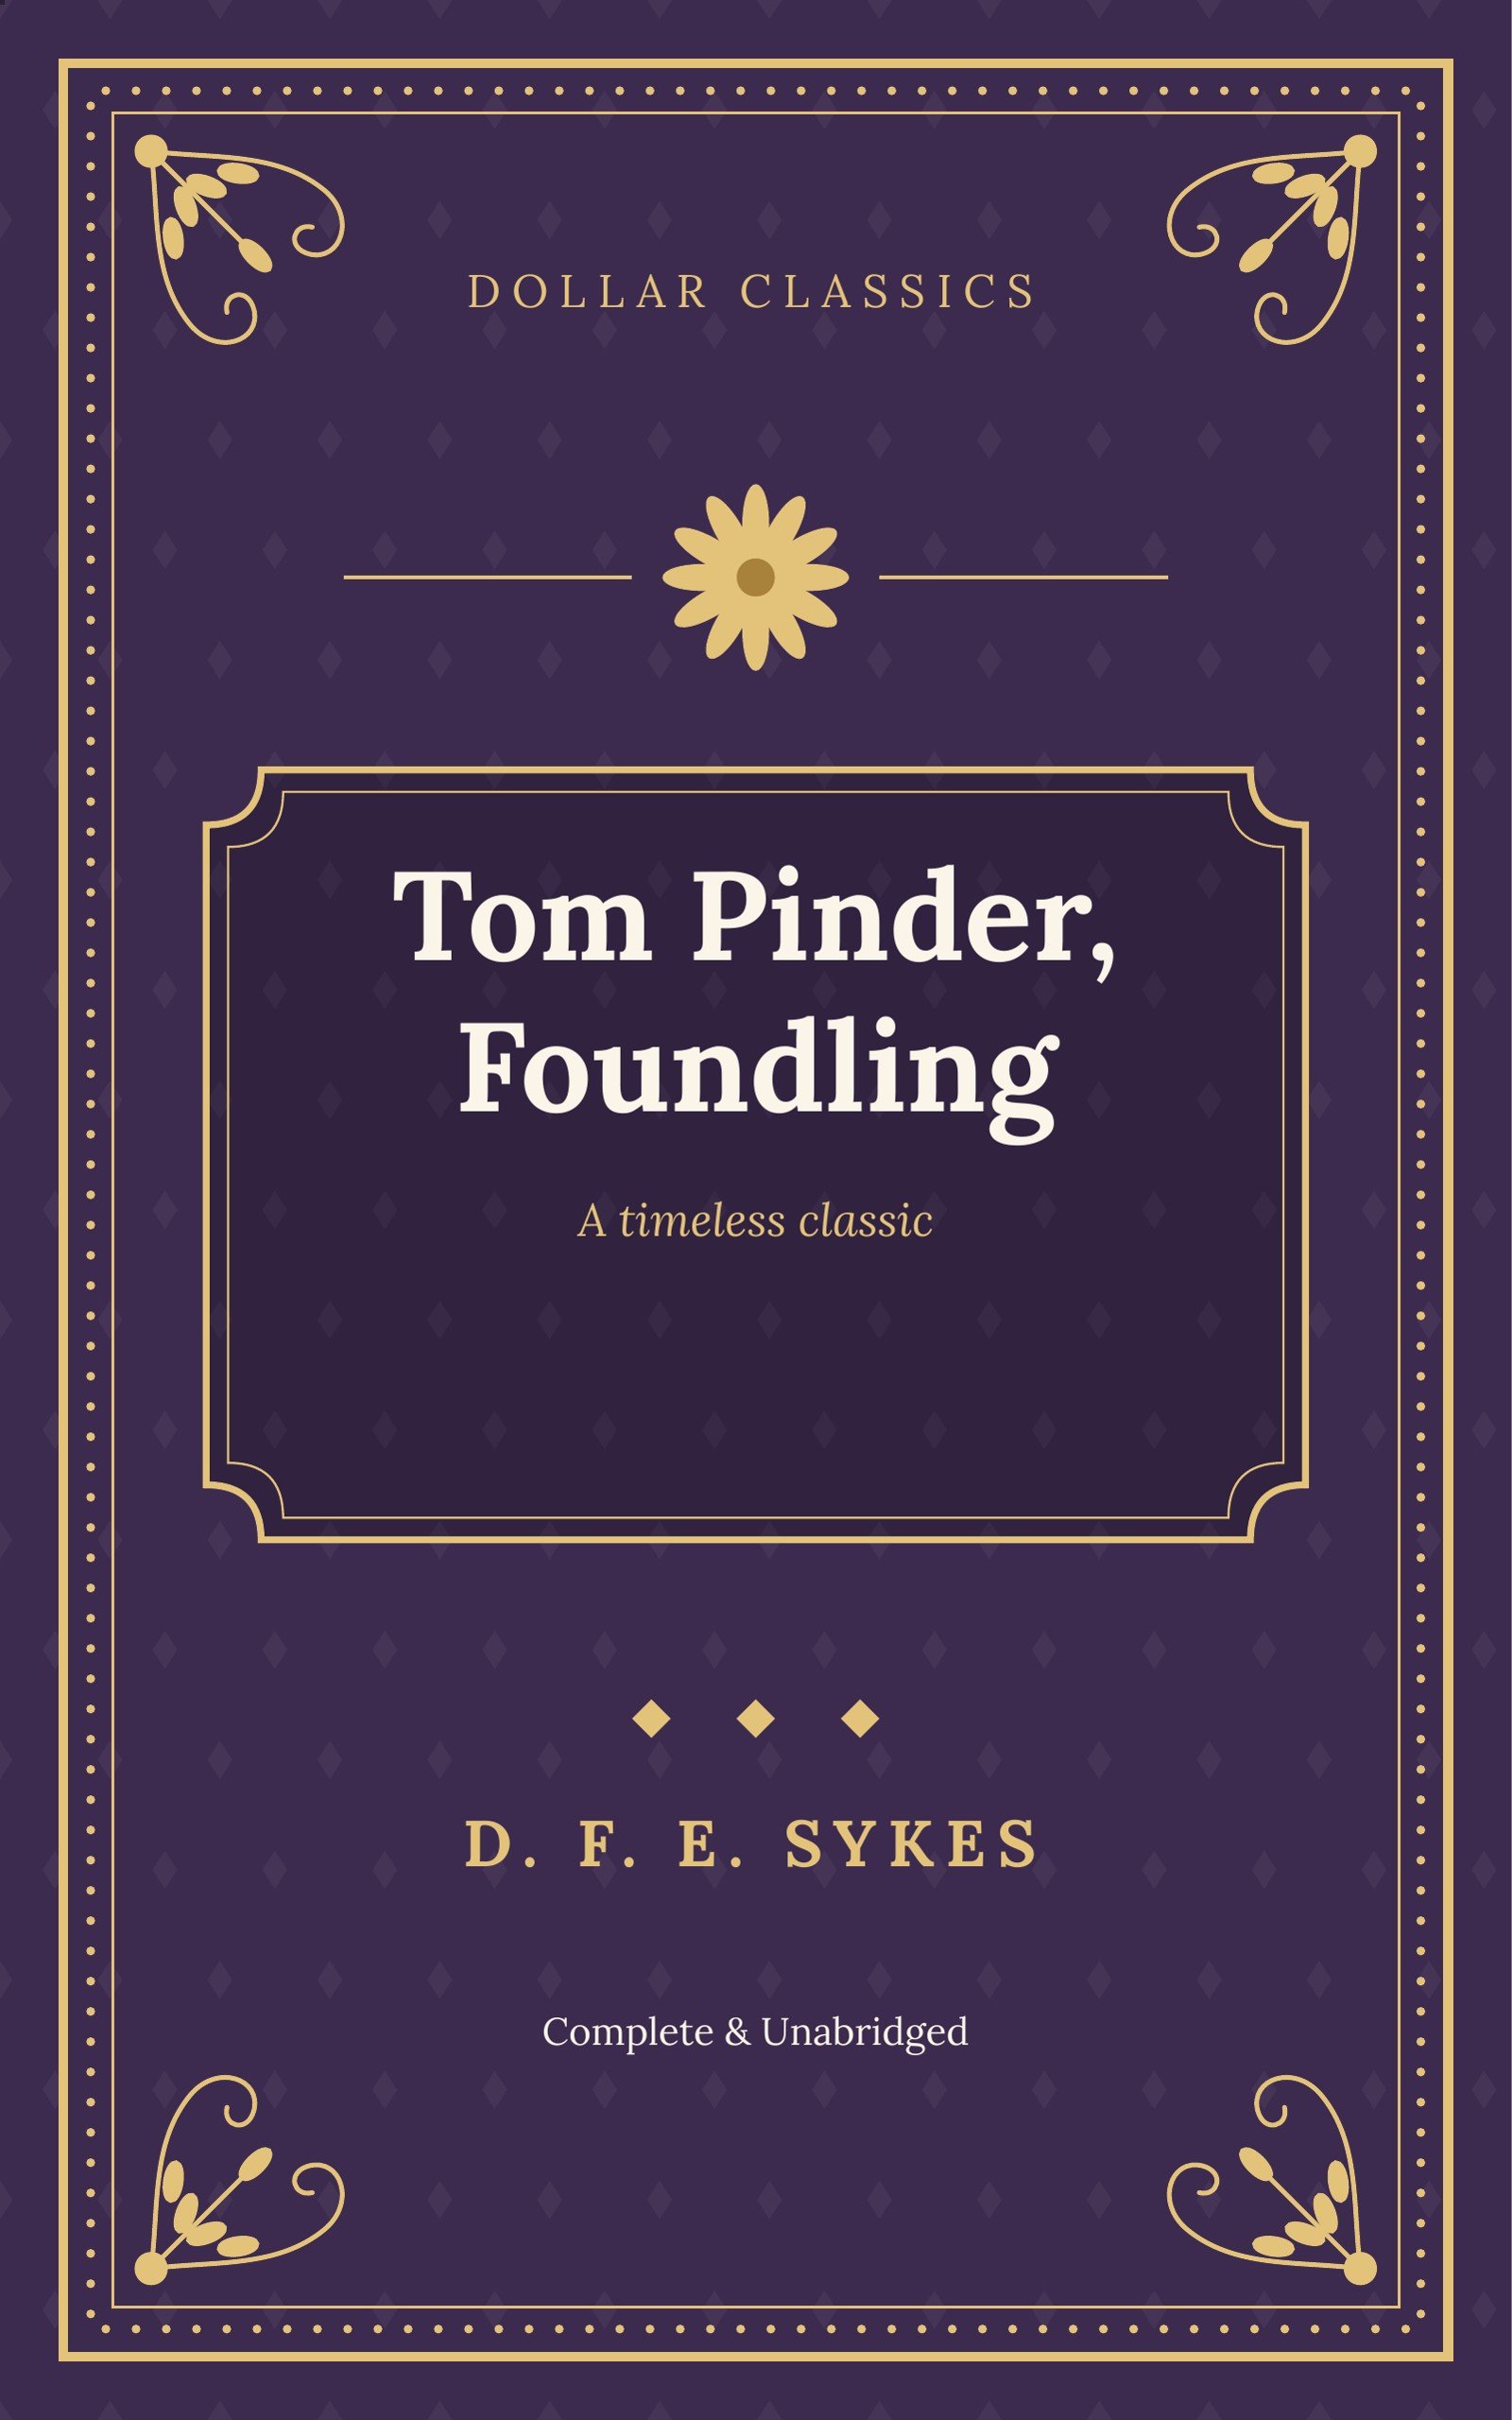 DOLLAR CLASSICS
Tom Pinder,
Foundling
A timeless classic
D. F. E. SYKES
Complete & Unabridged